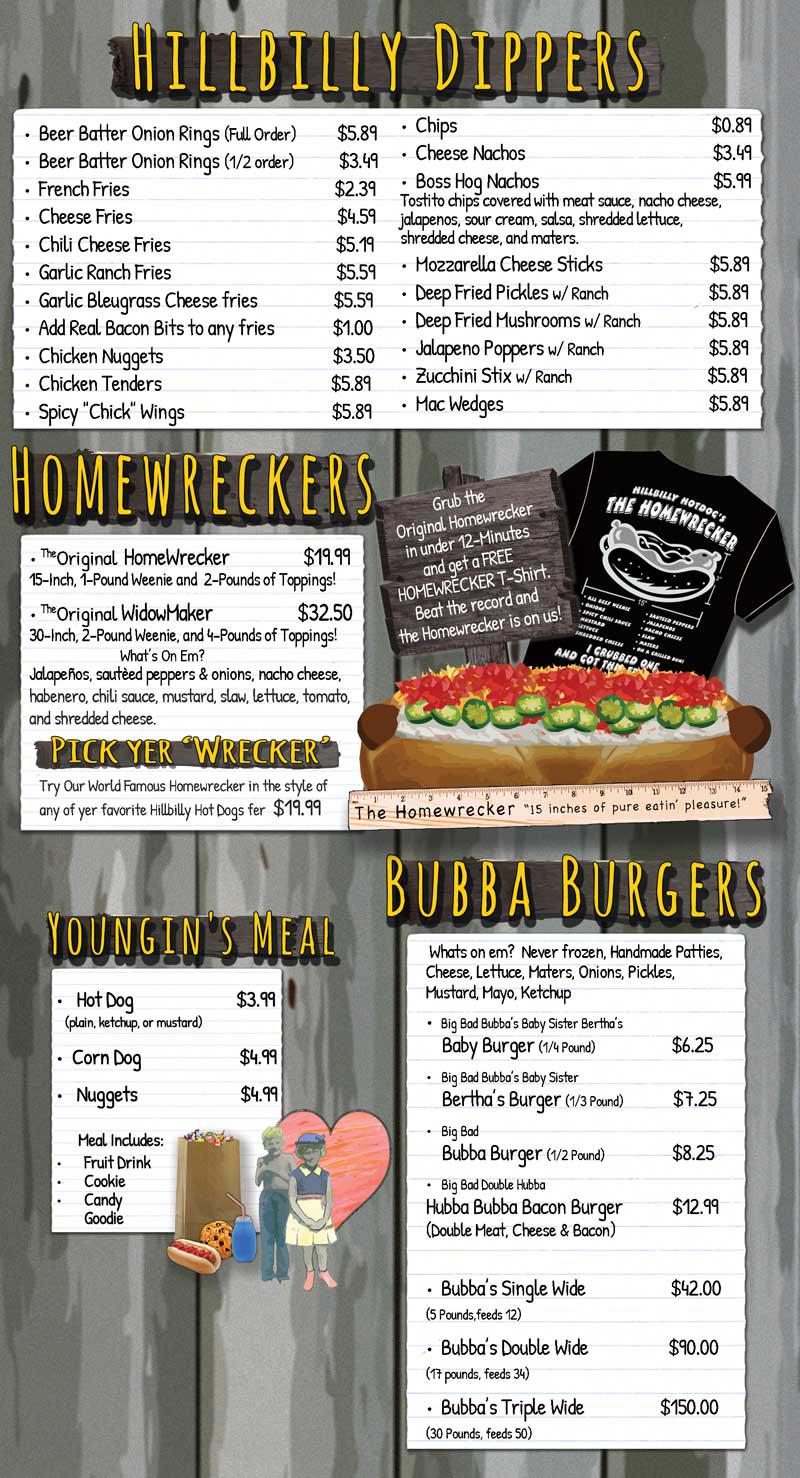 HILLBILLY DIPPERS
• Beer Batter Onion Rings (Full Order) $5.89
• Beer Batter Onion Rings (1/2 order) $3.49
• French Fries $2.39
• Cheese Fries $4.59
• Chili Cheese Fries $5.19
• Garlic Ranch Fries $5.59
• Garlic Bleugrass Cheese fries $5.59
• Add Real Bacon Bits to any fries $1.00
• Chicken Nuggets $3.50
• Chicken Tenders $5.89
• Spicy "Chick" Wings $5.89
• Chips $0.89
• Cheese Nachos $3.49
• Boss Hog Nachos $5.99
Tostito chips covered with meat sauce, nacho cheese,
jalapenos, sour cream, salsa, shredded lettuce,
shredded cheese, and maters.
• Mozzarella Cheese Sticks $5.89
• Deep Fried Pickles w/ Ranch $5.89
• Deep Fried Mushrooms w/ Ranch $5.89
• Jalapeno Poppers w/ Ranch $5.89
• Zucchini Stix w/ Ranch $5.89
• Mac Wedges $5.89
HOMEWRECKERS
• The Original HomeWrecker $19.99
15-Inch, 1-Pound Weenie and 2-Pounds of Toppings!
• The Original WidowMaker $32.50
30-Inch, 2-Pound Weenie, and 4-Pounds of Toppings!
What's On Em?
Jalapeños, sautèed peppers & onions, nacho cheese,
habenero, chili sauce, mustard, slaw, lettuce, tomato,
and shredded cheese.
PICK YER 'WRECKER'
Try Our World Famous Homewrecker in the style of
any of yer favorite Hillbilly Hot Dogs fer $19.99
Grub the
Original Homewrecker
in under 12-Minutes
and get a FREE
HOMEWRECKER T-Shirt.
Beat the record and
the Homewrecker is on us!
HILLBILLY HOTDOG'S
THE HOMEWRECKER
15"
• ALL BEEF WEENIE
• ONIONS
• SPICY CHILI SAUCE
MUSTARD
LETTUCE
SHREDDED CHEESE
• SAUTEED PEPPERS
• JALAPENOS
• NACHO CHEESE
• SLAW
• MATERS
• ON A GRILLED BUN!
I GRUBBED ONE
AND GOT
1 2 3 4 5 6 7 8 9 10 11 12 13 14 15
The Homewrecker "15 inches of pure eatin' pleasure!"
YOUNGIN'S MEAL
• Hot Dog $3.99
(plain, ketchup, or mustard)
• Corn Dog $4.99
• Nuggets $4.99
Meal Includes:
• Fruit Drink
• Cookie
• Candy
Goodie
BUBBA BURGERS
Whats on em? Never frozen, Handmade Patties,
Cheese, Lettuce, Maters, Onions, Pickles,
Mustard, Mayo, Ketchup
• Big Bad Bubba's Baby Sister Bertha's
Baby Burger (1/4 Pound) $6.25
• Big Bad Bubba's Baby Sister
Bertha's Burger (1/3 Pound) $7.25
• Big Bad
Bubba Burger (1/2 Pound) $8.25
• Big Bad Double Hubba
Hubba Bubba Bacon Burger $12.99
(Double Meat, Cheese & Bacon)
• Bubba's Single Wide $42.00
(5 Pounds,feeds 12)
• Bubba's Double Wide $90.00
(17 pounds, feeds 34)
• Bubba's Triple Wide $150.00
(30 Pounds, feeds 50)